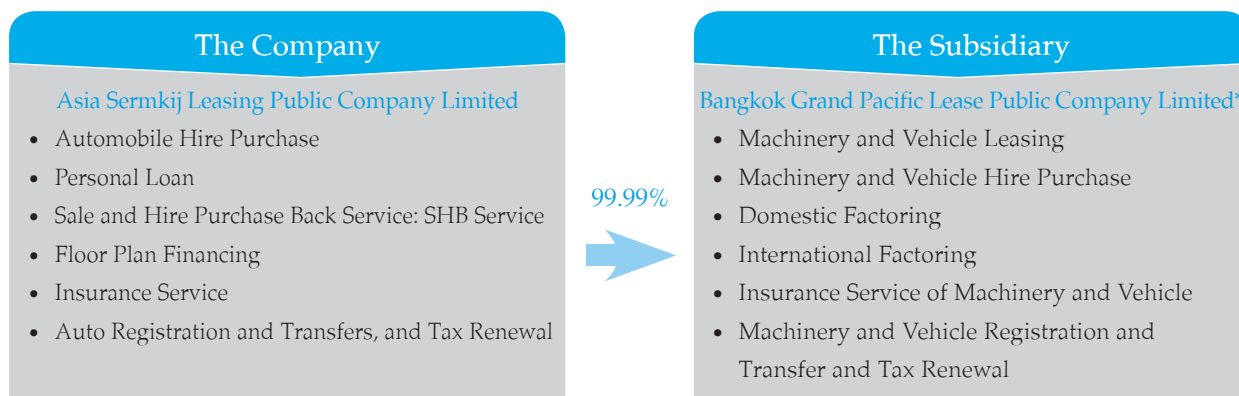 The Company
Asia Sermkij Leasing Public Company Limited
• Automobile Hire Purchase
• Personal Loan
• Sale and Hire Purchase Back Service: SHB Service
• Floor Plan Financing
• Insurance Service
• Auto Registration and Transfers, and Tax Renewal
99.99%
The Subsidiary
Bangkok Grand Pacific Lease Public Company Limited*
• Machinery and Vehicle Leasing
• Machinery and Vehicle Hire Purchase
• Domestic Factoring
• International Factoring
• Insurance Service of Machinery and Vehicle
• Machinery and Vehicle Registration and
Transfer and Tax Renewal